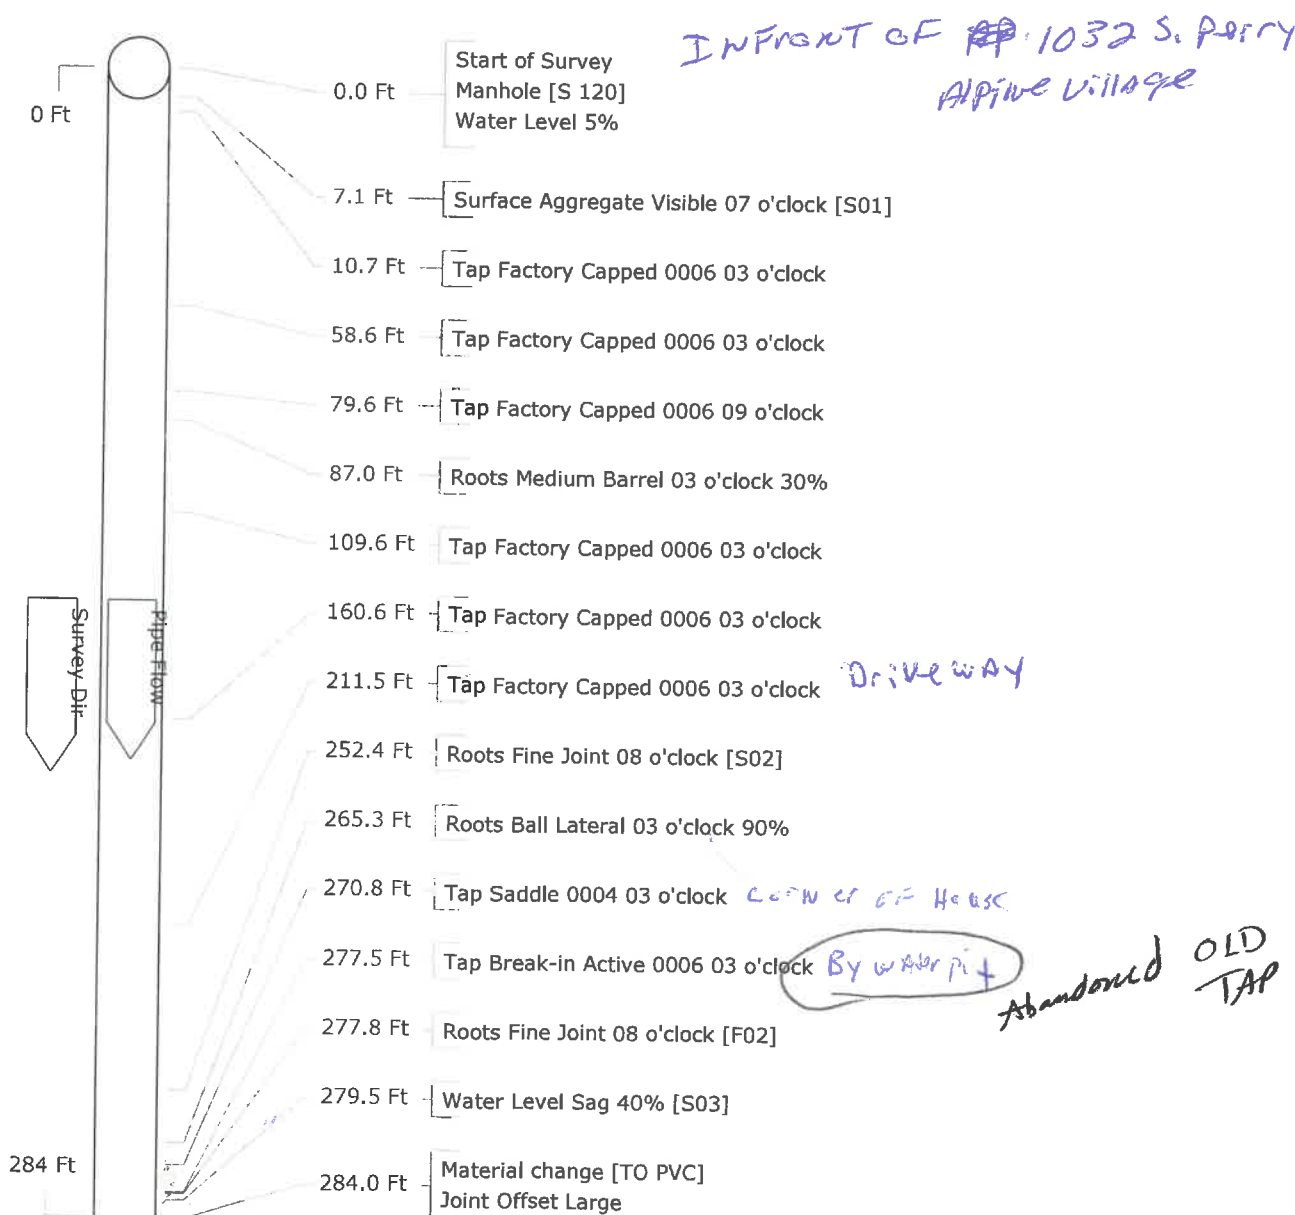 INFRONT OF 1032 S. Perry
Alpine Village
0 Ft
0.0 Ft
Start of Survey
Manhole [S 120]
Water Level 5%
7.1 Ft Surface Aggregate Visible 07 o'clock [S01]
10.7 Ft Tap Factory Capped 0006 03 o'clock
58.6 Ft Tap Factory Capped 0006 03 o'clock
79.6 Ft Tap Factory Capped 0006 09 o'clock
87.0 Ft Roots Medium Barrel 03 o'clock 30%
109.6 Ft Tap Factory Capped 0006 03 o'clock
Survey Dir
Pipe Flow
160.6 Ft Tap Factory Capped 0006 03 o'clock
211.5 Ft Tap Factory Capped 0006 03 o'clock Driveway
252.4 Ft Roots Fine Joint 08 o'clock [S02]
265.3 Ft Roots Ball Lateral 03 o'clock 90%
270.8 Ft Tap Saddle 0004 03 o'clock corner of House
277.5 Ft Tap Break-in Active 0006 03 o'clock By water pit
Abandoned OLD
TAP
277.8 Ft Roots Fine Joint 08 o'clock [F02]
279.5 Ft Water Level Sag 40% [S03]
284 Ft
284.0 Ft
Material change [TO PVC]
Joint Offset Large